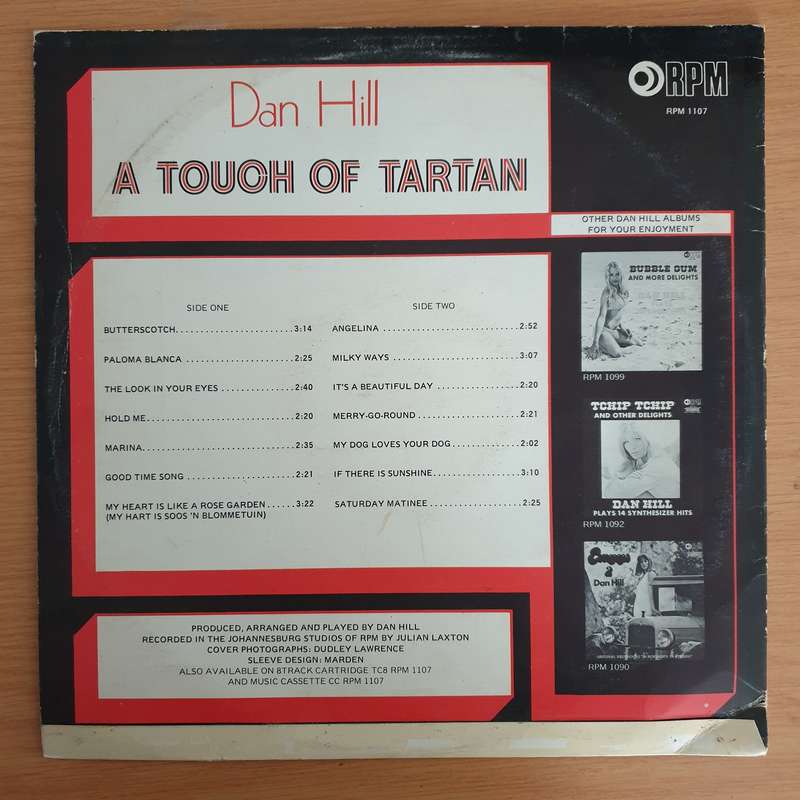 RPM
RPM 1107
Dan Hill
A TOUCH OF TARTAN
OTHER DAN HILL ALBUMS
FOR YOUR ENJOYMENT
SIDE ONE
BUTTERSCOTCH.......................3:14
PALOMA BLANCA .....................2:25
THE LOOK IN YOUR EYES ..............2:40
HOLD ME............................2:20
MARINA.............................2:35
GOOD TIME SONG .....................2:21
MY HEART IS LIKE A ROSE GARDEN......3:22
(MY HART IS SOOS 'N BLOMMETUIN)
SIDE TWO
ANGELINA ..........................2:52
MILKY WAYS ........................3:07
IT'S A BEAUTIFUL DAY ...............2:20
MERRY-GO-ROUND ....................2:21
MY DOG LOVES YOUR DOG..............2:02
IF THERE IS SUNSHINE................3:10
SATURDAY MATINEE ..................2:25
BUBBLE GUM
AND MORE DELIGHTS
RPM 1099
TCHIP TCHIP
AND OTHER DELIGHTS
DAN HILL
PLAYS 14 SYNTHESIZER HITS
RPM 1092
Dan Hill
RPM 1090
PRODUCED, ARRANGED AND PLAYED BY DAN HILL
RECORDED IN THE JOHANNESBURG STUDIOS OF RPM BY JULIAN LAXTON
COVER PHOTOGRAPHS: DUDLEY LAWRENCE
SLEEVE DESIGN: MARDEN
ALSO AVAILABLE ON 8TRACK CARTRIDGE TC8 RPM 1107
AND MUSIC CASSETTE CC RPM 1107